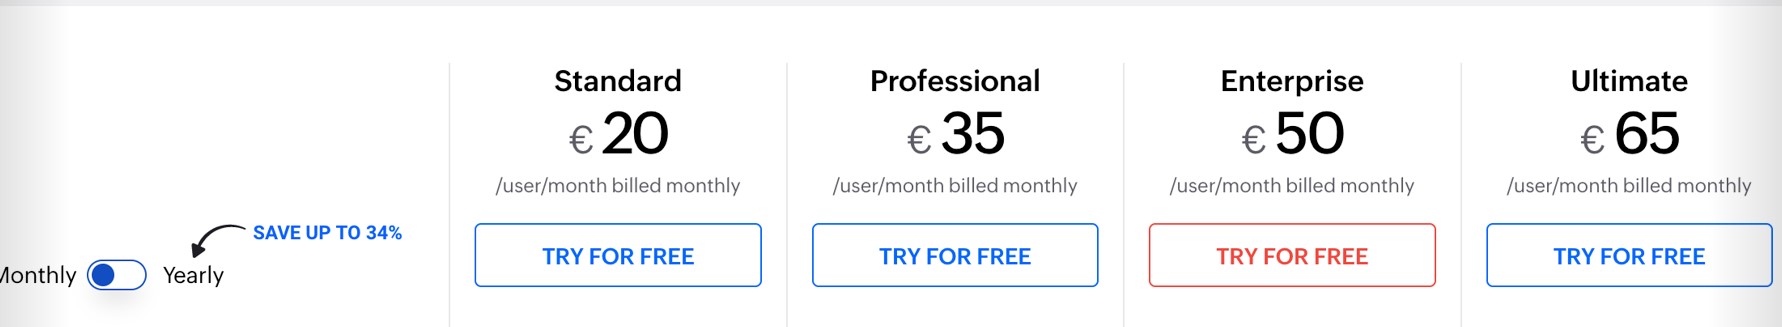 Standard
€ 20
/user/month billed monthly
TRY FOR FREE
Professional
€ 35
/user/month billed monthly
TRY FOR FREE
Enterprise
€ 50
/user/month billed monthly
TRY FOR FREE
Ultimate
€ 65
/user/month billed monthly
TRY FOR FREE
SAVE UP TO 34%
Monthly Yearly